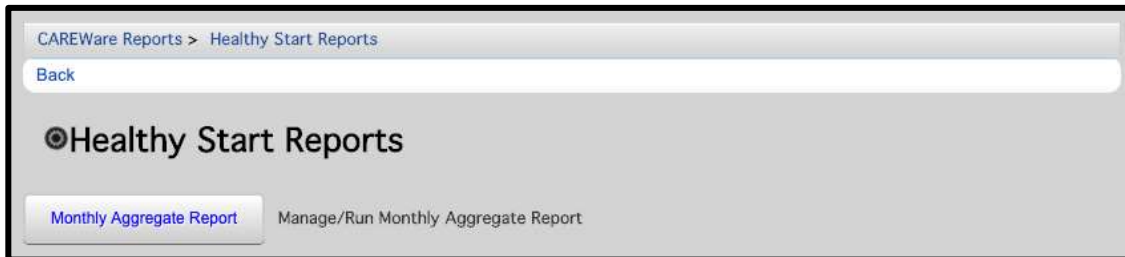 CAREWare Reports > Healthy Start Reports
Back
Healthy Start Reports
Monthly Aggregate Report Manage/Run Monthly Aggregate Report